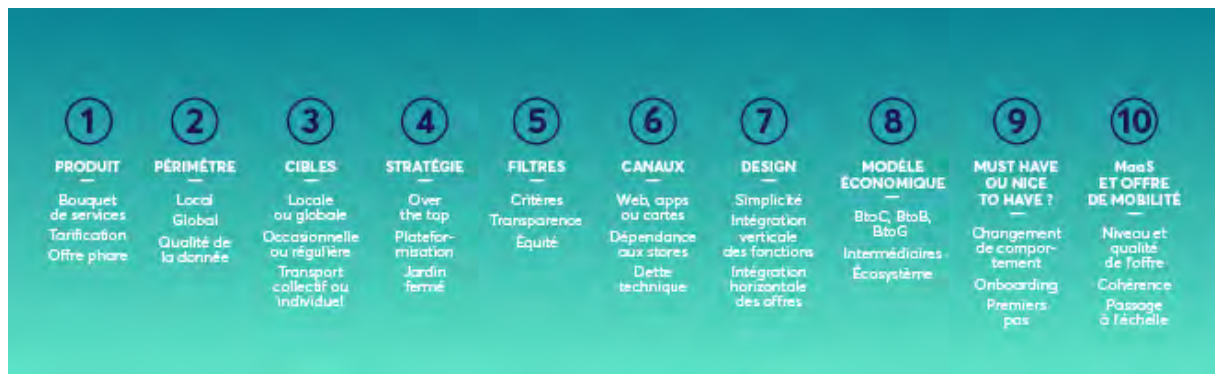 1
PRODUIT
Bouquet
de services
Tarification
Offre phare
2
PÉRIMÈTRE
Local
Global
Qualité de
la donnée
3
CIBLES
Locale
ou globale
Occasionnelle
ou régulière
Transport
collectif ou
individuel
4
STRATÉGIE
Over
the top
Platefor-
misation
Jardin
fermé
5
FILTRES
Critères
Transparence
Équité
6
CANAUX
Web, apps
ou cartes
Dépendance
aux stores
Dette
technique
7
DESIGN
Simplicité
Intégration
verticale
des fonctions
Intégration
horizontale
des offres
8
MODÈLE
ÉCONOMIQUE
BtoC, BtoB,
BtoG
Intermédiaires
Écosystème
9
MUST HAVE
OU NICE
TO HAVE ?
Changement
de compor-
tement
Onboarding
Premiers
pas
10
MaaS
ET OFFRE
DE MOBILITÉ
Niveau et
qualité
de l'offre
Cohérence
Passage
à l'échelle